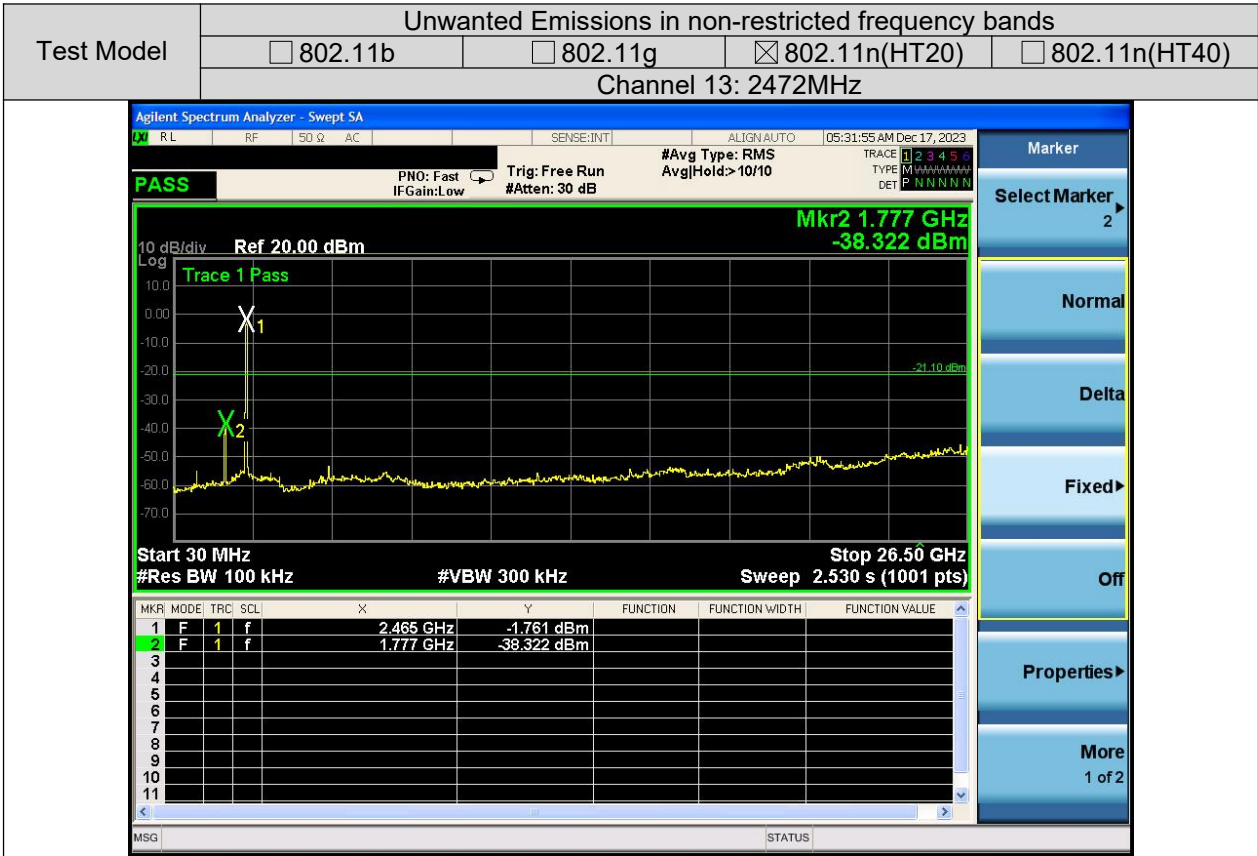 Unwanted Emissions in non-restricted frequency bands
Test Model
☐ 802.11b ☐ 802.11g ☒ 802.11n(HT20) ☐ 802.11n(HT40)
Channel 13: 2472MHz
Agilent Spectrum Analyzer - Swept SA
LXI RL RF 50 Ω AC SENSE:INT ALIGN AUTO 05:31:55 AM Dec 17, 2023
Marker
PASS
PNO: Fast
IFGain:Low
Trig: Free Run
#Atten: 30 dB
#Avg Type: RMS
Avg|Hold:>10/10
TRACE 1 2 3 4 5 6
TYPE M
DET P N N N N N
Select Marker
2
Mkr2 1.777 GHz
-38.322 dBm
10 dB/div Ref 20.00 dBm
Log
Trace 1 Pass
10.0
0.00
1
-10.0
-20.0
-21.10 dBm
-30.0
-40.0
2
-50.0
-60.0
-70.0
Start 30 MHz Stop 26.50 GHz
#Res BW 100 kHz #VBW 300 kHz Sweep 2.530 s (1001 pts)
MKR MODE TRC SCL X Y FUNCTION FUNCTION WIDTH FUNCTION VALUE
1 F 1 f 2.465 GHz -1.761 dBm
2 F 1 f 1.777 GHz -38.322 dBm
3
4
5
6
7
8
9
10
11
MSG STATUS
Normal
Delta
Fixed
Off
Properties
More
1 of 2